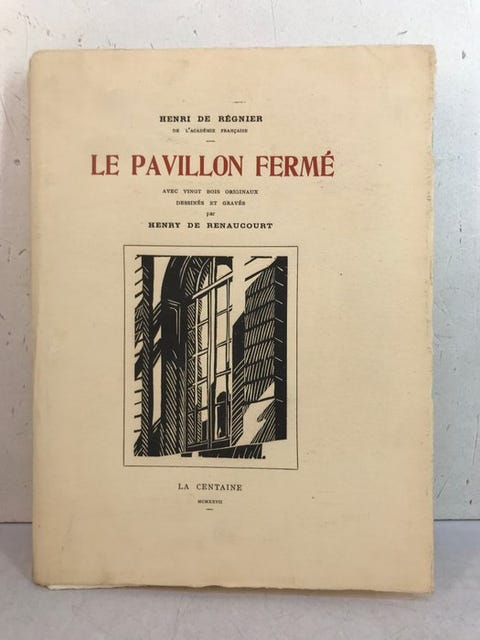 HENRI DE RÉGNIER
DE L'ACADÉMIE FRANÇAISE
LE PAVILLON FERMÉ
AVEC VINGT BOIS ORIGINAUX
DESSINÉS ET GRAVÉS
par
HENRY DE RENAUCOURT
LA CENTAINE
MCMXXVII